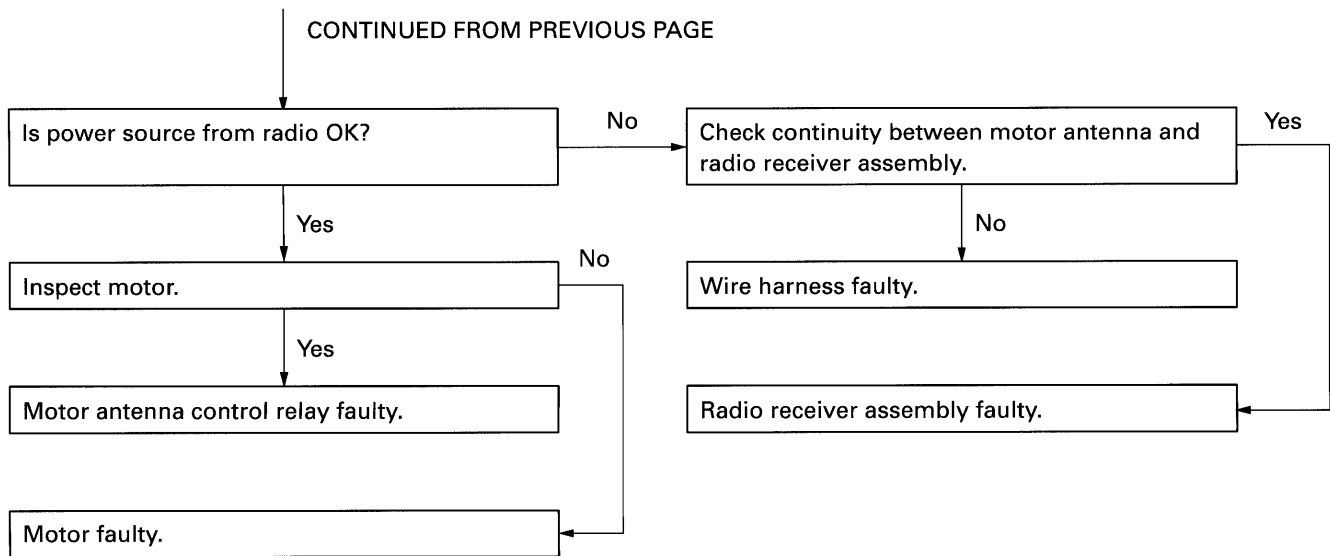 CONTINUED FROM PREVIOUS PAGE
Is power source from radio OK?
No
Check continuity between motor antenna and
radio receiver assembly.
Yes
Yes
No
Inspect motor.
No
Wire harness faulty.
Yes
Motor antenna control relay faulty.
Radio receiver assembly faulty.
Motor faulty.